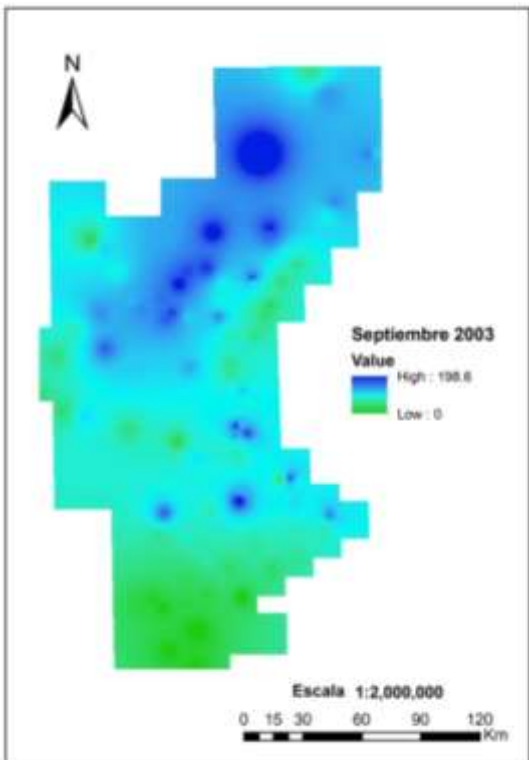 N
Septiembre 2003
Value
High : 198.6
Low : 0
Escala 1:2,000,000
0 15 30 60 90 120
Km